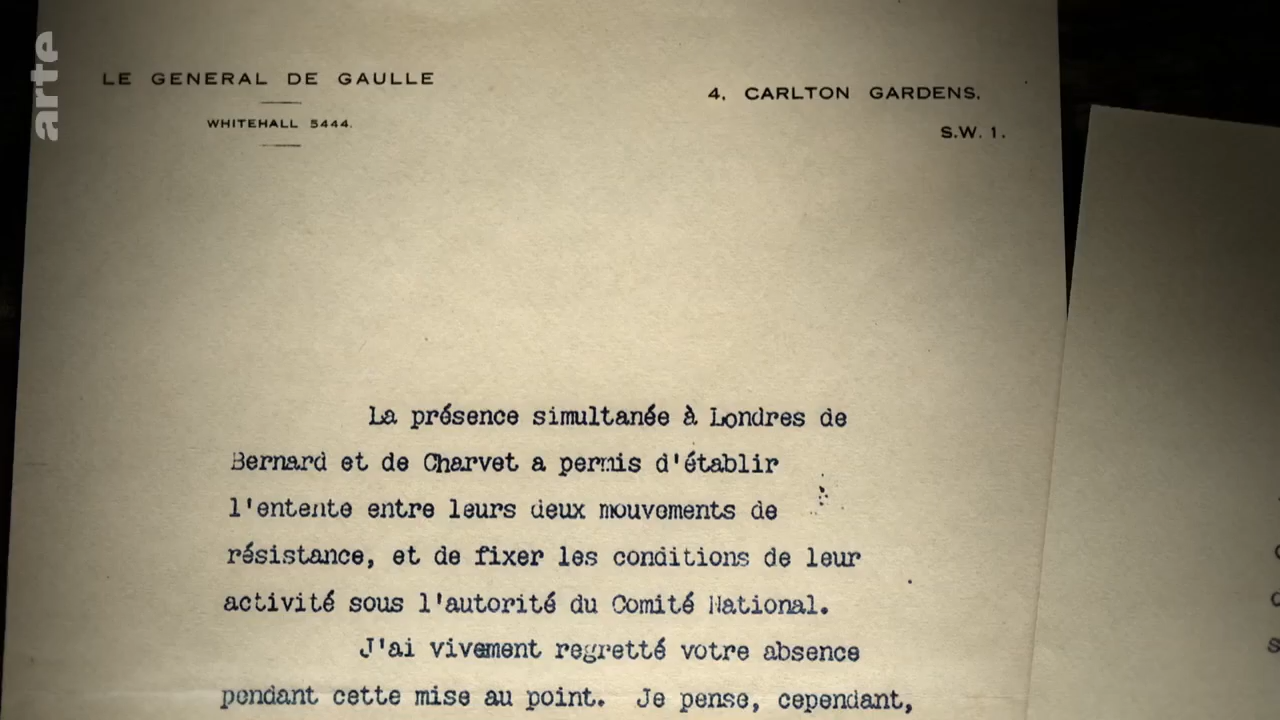 arte
LE GENERAL DE GAULLE
WHITEHALL 5444.
4, CARLTON GARDENS.
S.W. 1.
La présence simultanée à Londres de
Bernard et de Charvet a permis d'établir
l'entente entre leurs deux mouvements de
résistance, et de fixer les conditions de leur
activité sous l'autorité du Comité National.
J'ai vivement regretté votre absence
pendant cette mise au point. Je pense, cependant,